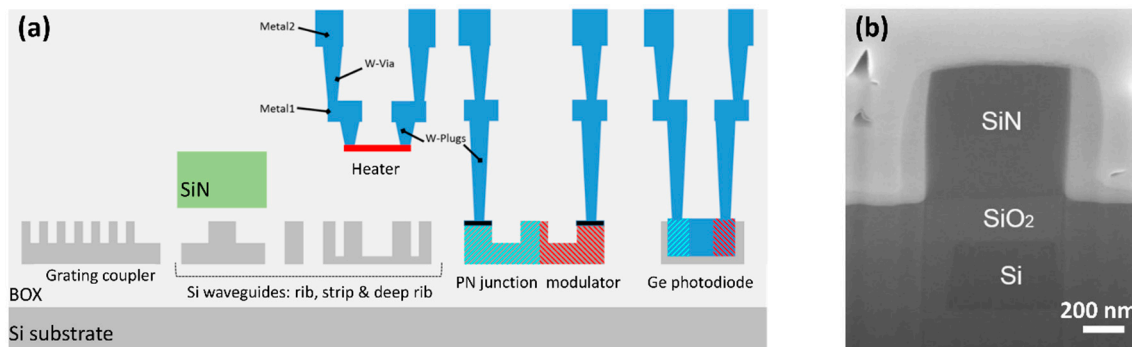 (a)
Metal2
W-Via
Metal1
W-Plugs
Heater
SiN
Grating coupler
Si waveguides: rib, strip & deep rib
PN junction modulator
Ge photodiode
BOX
Si substrate
(b)
SiN
SiO₂
Si
200 nm